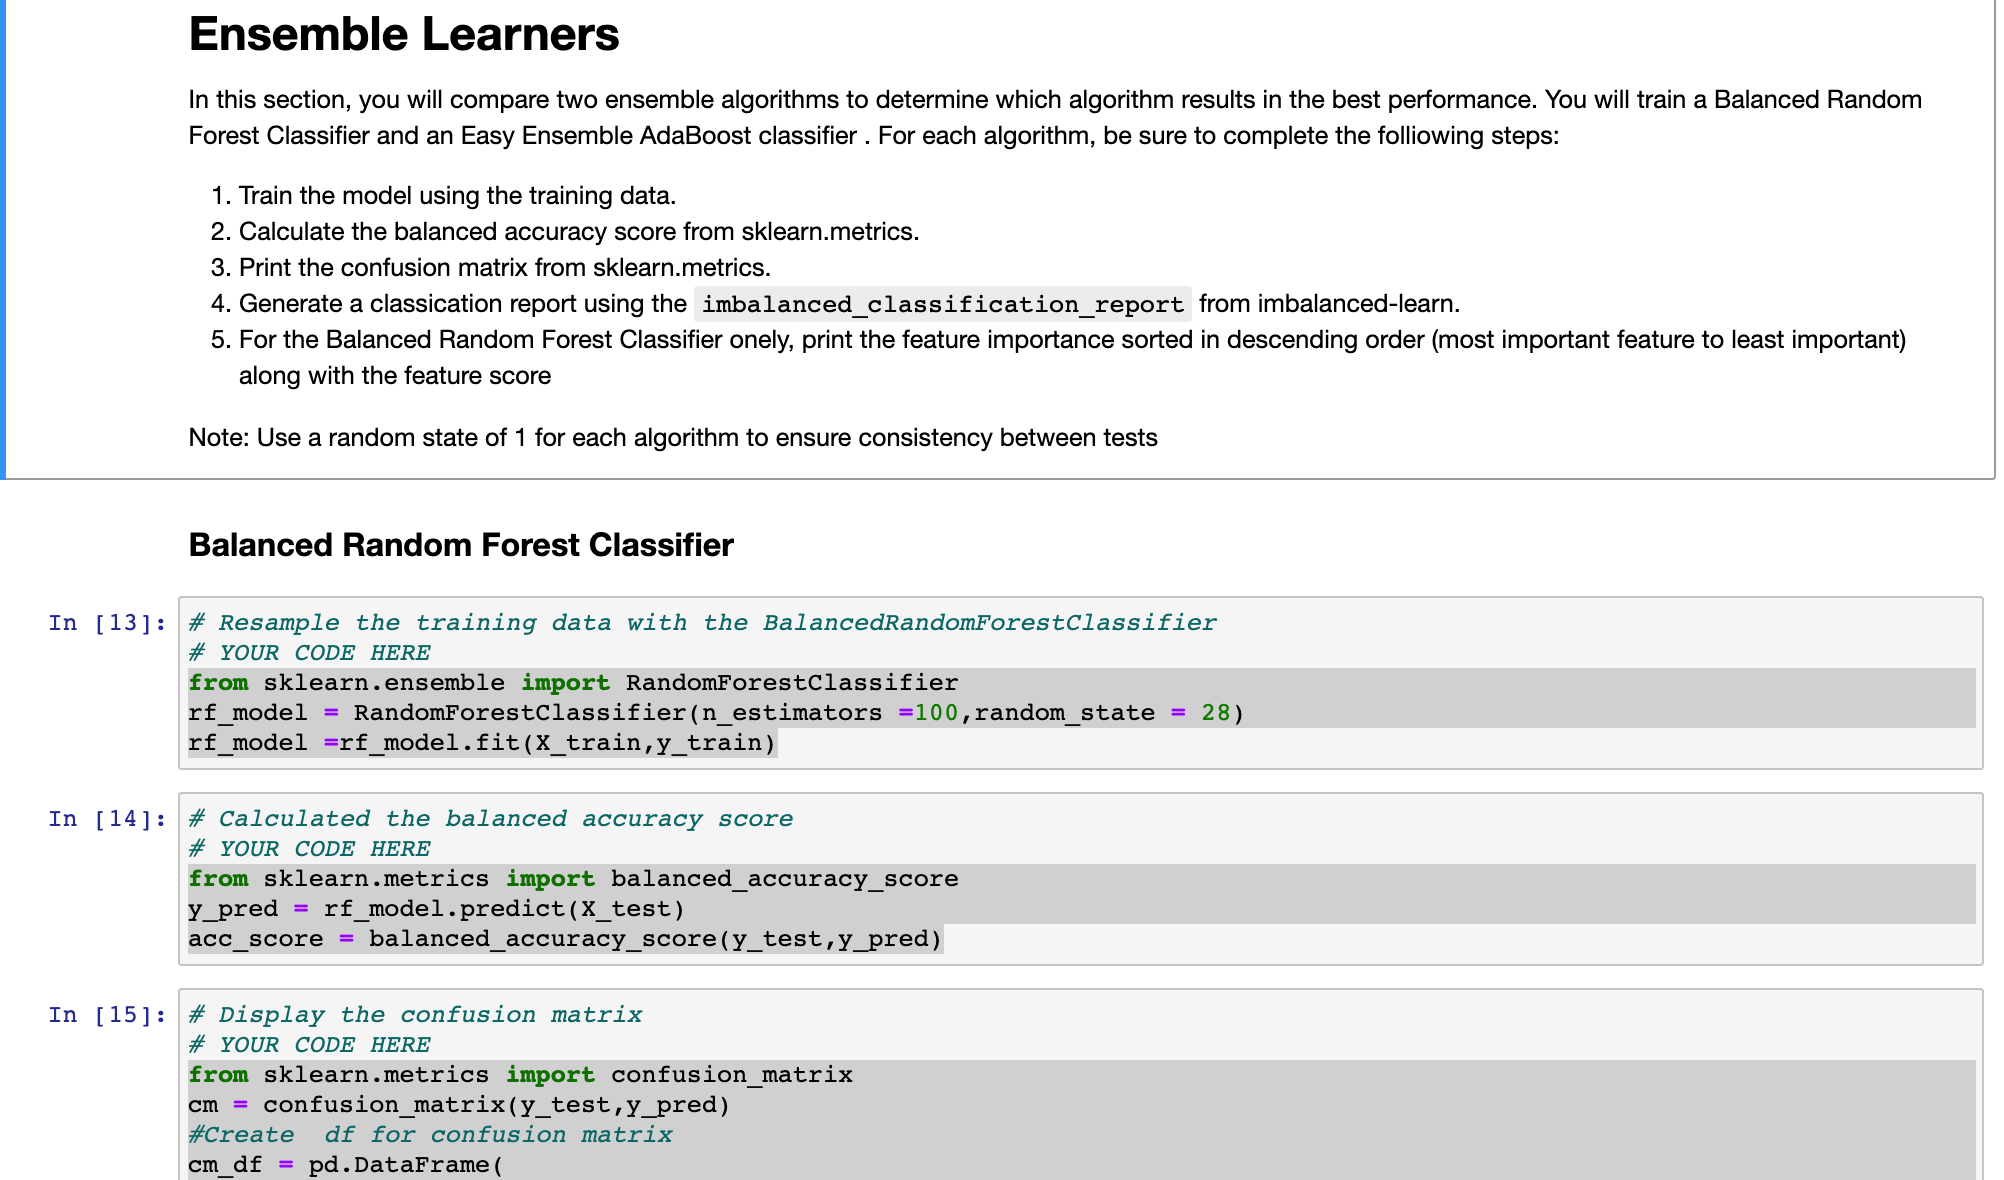 Ensemble Learners
In this section, you will compare two ensemble algorithms to determine which algorithm results in the best performance. You will train a Balanced Random
Forest Classifier and an Easy Ensemble AdaBoost classifier . For each algorithm, be sure to complete the folliowing steps:
1. Train the model using the training data.
2. Calculate the balanced accuracy score from sklearn.metrics.
3. Print the confusion matrix from sklearn.metrics.
4. Generate a classication report using the imbalanced_classification_report from imbalanced-learn.
5. For the Balanced Random Forest Classifier onely, print the feature importance sorted in descending order (most important feature to least important)
along with the feature score
Note: Use a random state of 1 for each algorithm to ensure consistency between tests
Balanced Random Forest Classifier
In [13]: # Resample the training data with the BalancedRandomForestClassifier
# YOUR CODE HERE
from sklearn.ensemble import RandomForestClassifier
rf_model = RandomForestClassifier(n_estimators =100,random_state = 28)
rf_model =rf_model.fit(X_train,y_train)
In [14]: # Calculated the balanced accuracy score
# YOUR CODE HERE
from sklearn.metrics import balanced_accuracy_score
y_pred = rf_model.predict(X_test)
acc_score = balanced_accuracy_score(y_test,y_pred)
In [15]: # Display the confusion matrix
# YOUR CODE HERE
from sklearn.metrics import confusion_matrix
cm = confusion_matrix(y_test,y_pred)
#Create  df for confusion matrix
cm_df = pd.DataFrame(